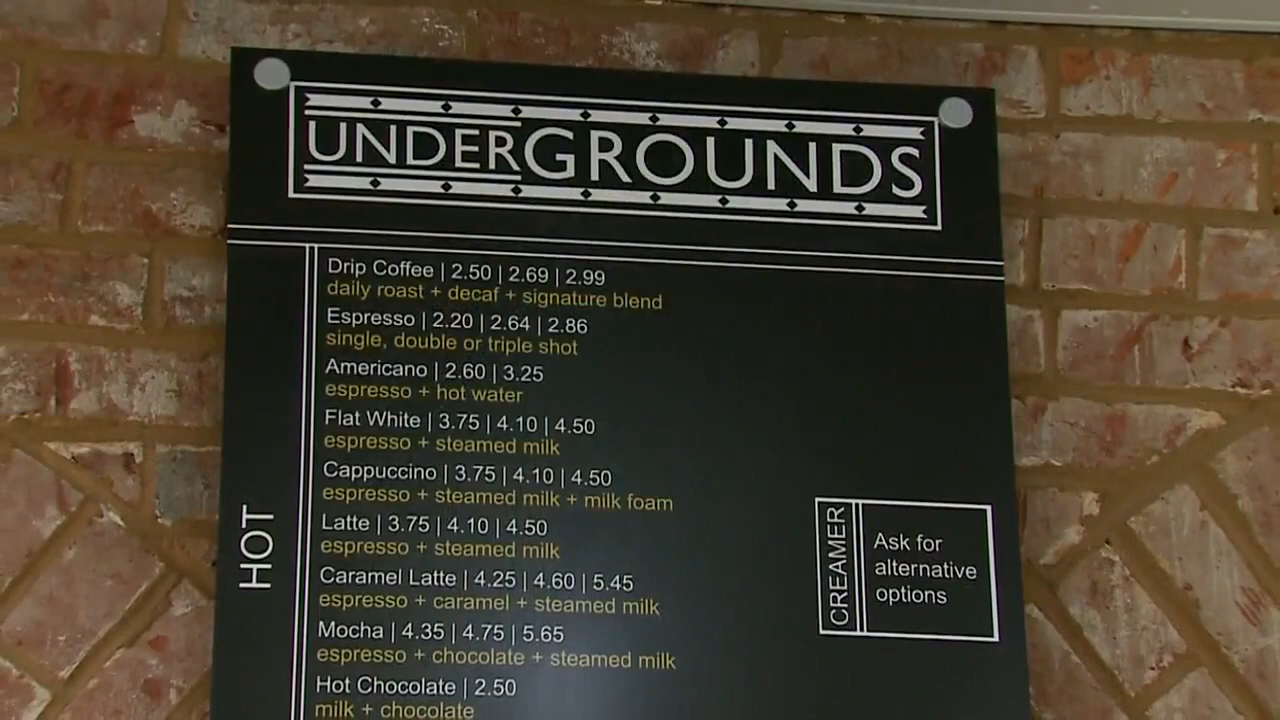 UNDERGROUNDS
HOT
Drip Coffee | 2.50 | 2.69 | 2.99
daily roast + decaf + signature blend
Espresso | 2.20 | 2.64 | 2.86
single, double or triple shot
Americano | 2.60 | 3.25
espresso + hot water
Flat White | 3.75 | 4.10 | 4.50
espresso + steamed milk
Cappuccino | 3.75 | 4.10 | 4.50
espresso + steamed milk + milk foam
Latte | 3.75 | 4.10 | 4.50
espresso + steamed milk
Caramel Latte | 4.25 | 4.60 | 5.45
espresso + caramel + steamed milk
Mocha | 4.35 | 4.75 | 5.65
espresso + chocolate + steamed milk
Hot Chocolate | 2.50
milk + chocolate
CREAMER
Ask for
alternative
options